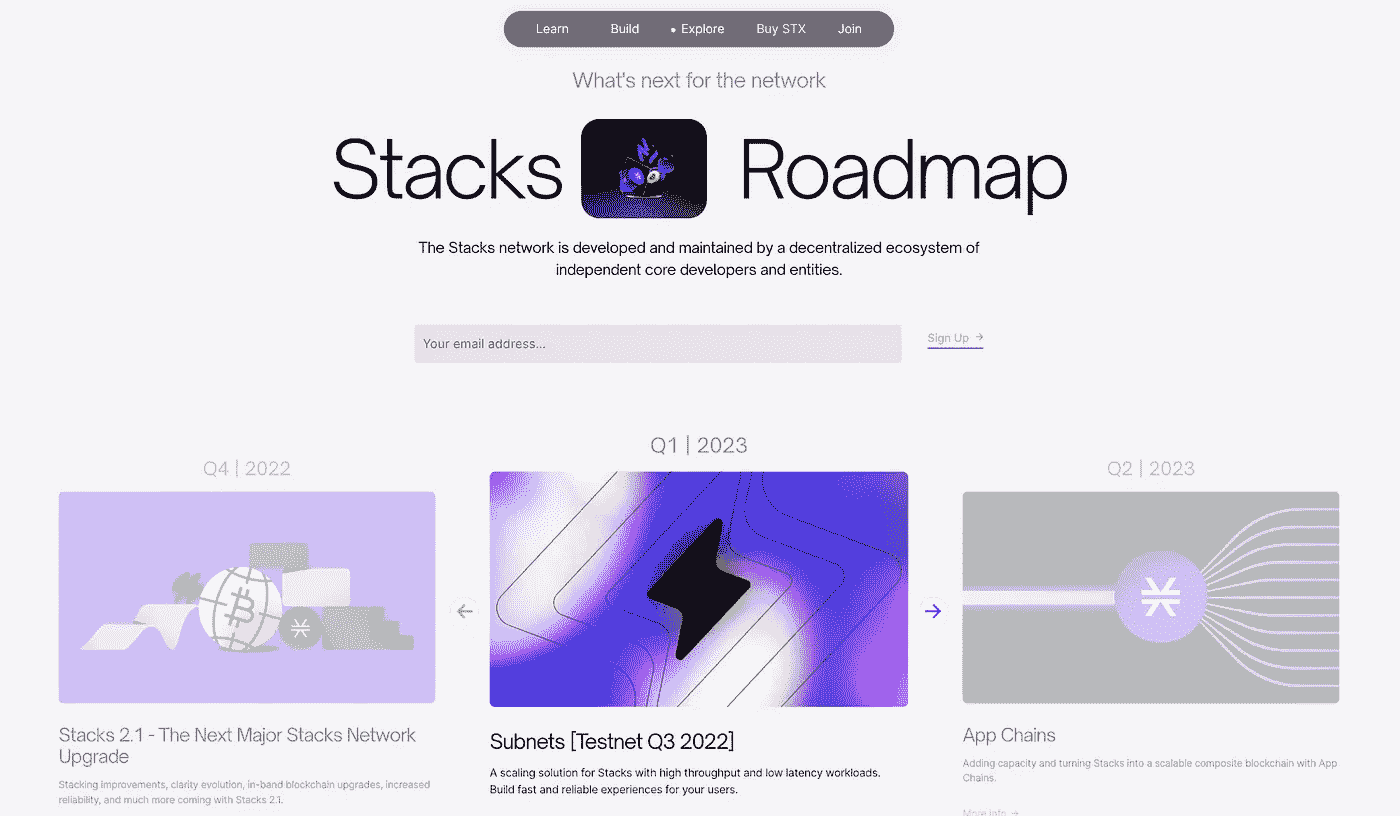 Learn Build Explore Buy STX Join
What's next for the network
Stacks Roadmap
The Stacks network is developed and maintained by a decentralized ecosystem of
independent core developers and entities.
Your email address...
Sign Up →
Q4 | 2022
Stacks 2.1 - The Next Major Stacks Network
Upgrade
Stacking improvements, clarity evolution, in-band blockchain upgrades, increased
reliability, and much more coming with Stacks 2.1.
Q1 | 2023
Subnets [Testnet Q3 2022]
A scaling solution for Stacks with high throughput and low latency workloads.
Build fast and reliable experiences for your users.
Q2 | 2023
App Chains
Adding capacity and turning Stacks into a scalable composite blockchain with App
Chains.
More info →